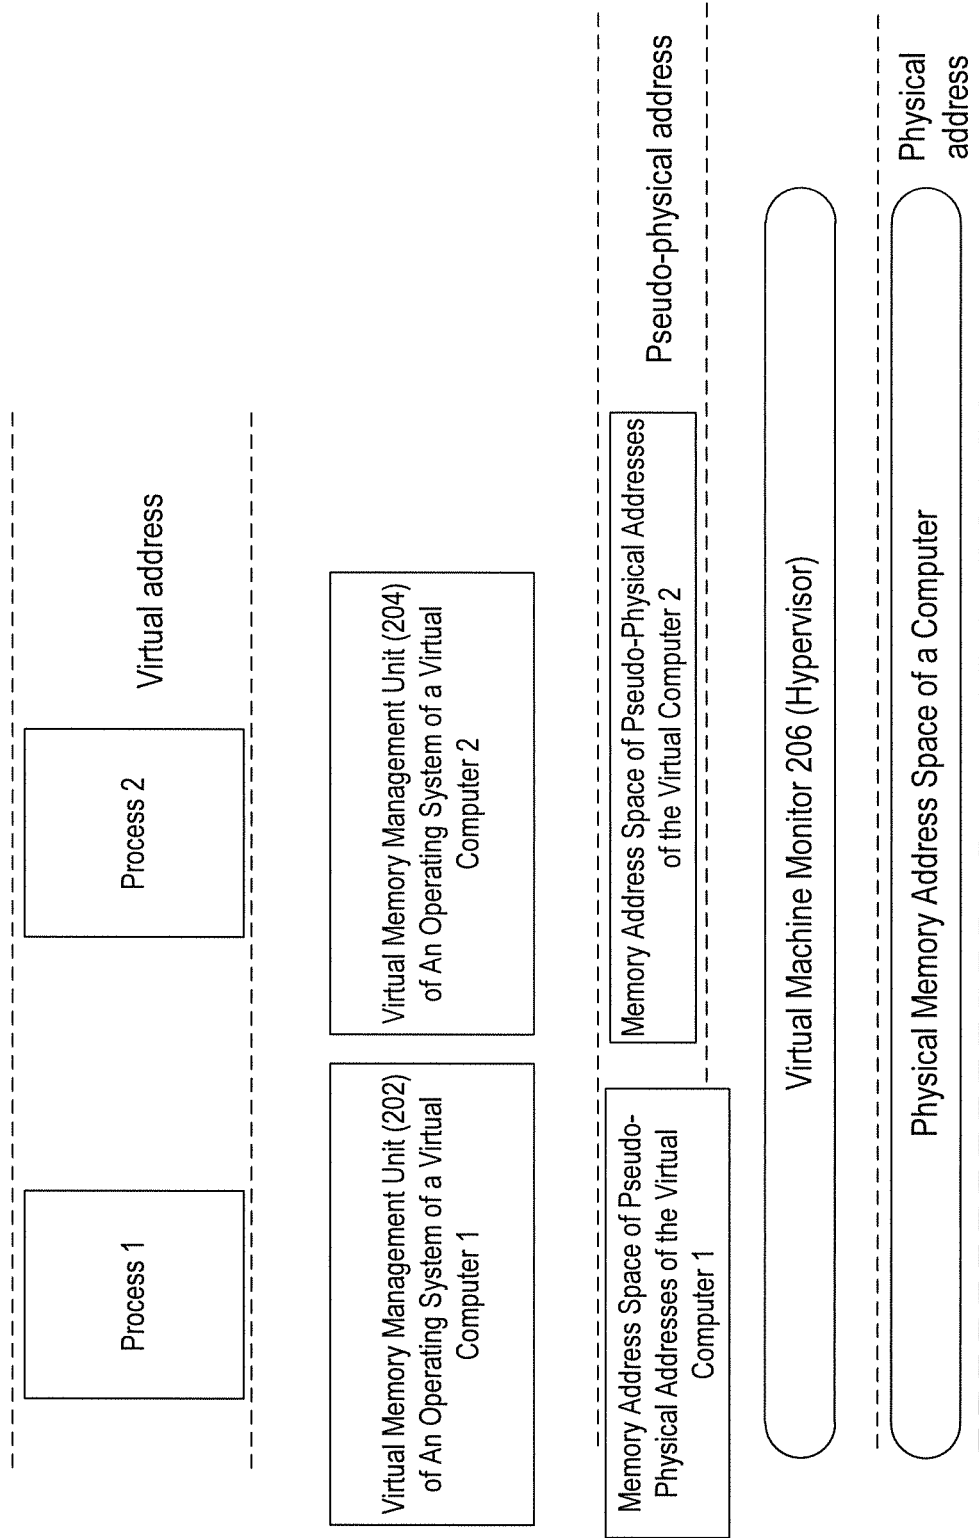 Process 1
Process 2
Virtual address
Virtual Memory Management Unit (202)
of An Operating System of a Virtual
Computer 1
Virtual Memory Management Unit (204)
of An Operating System of a Virtual
Computer 2
Memory Address Space of Pseudo-
Physical Addresses of the Virtual
Computer 1
Memory Address Space of Pseudo-Physical Addresses
of the Virtual Computer 2
Pseudo-physical address
Virtual Machine Monitor 206 (Hypervisor)
Physical Memory Address Space of a Computer
Physical
address